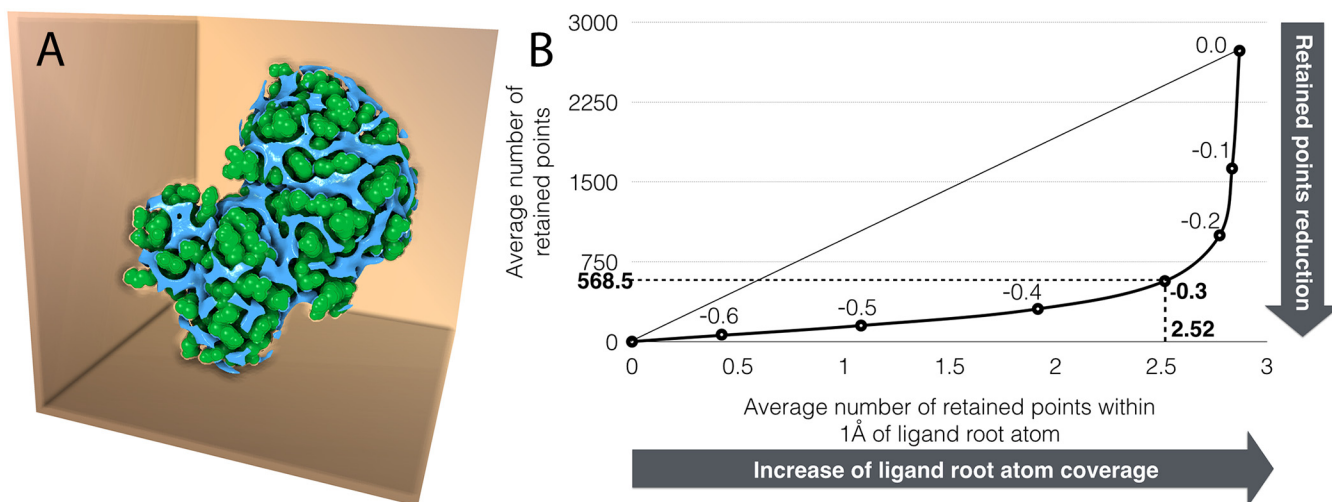 A
B
3000
2250
1500
750
568.5
0
Average number of
retained points
0.0
-0.1
-0.2
-0.3
-0.4
-0.5
-0.6
2.52
0
0.5
1
1.5
2
2.5
3
Average number of retained points within
1Å of ligand root atom
Increase of ligand root atom coverage
Retained points reduction